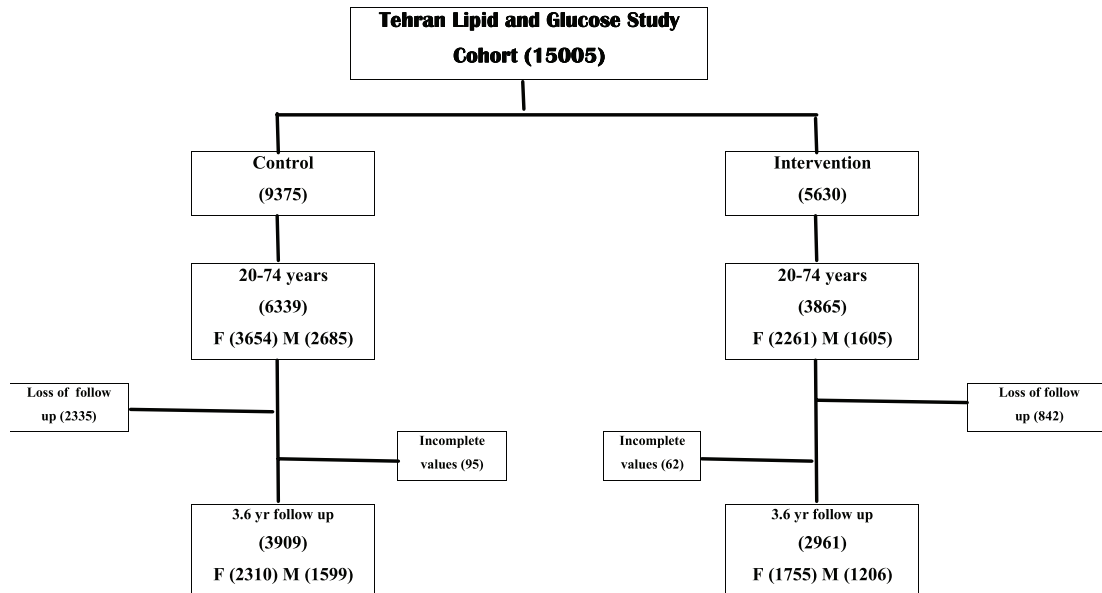 Tehran Lipid and Glucose Study
Cohort (15005)
Control
(9375)
Intervention
(5630)
20-74 years
(6339)
F (3654) M (2685)
20-74 years
(3865)
F (2261) M (1605)
Loss of follow
up (2335)
Loss of follow
up (842)
Incomplete
values (95)
Incomplete
values (62)
3.6 yr follow up
(3909)
F (2310) M (1599)
3.6 yr follow up
(2961)
F (1755) M (1206)